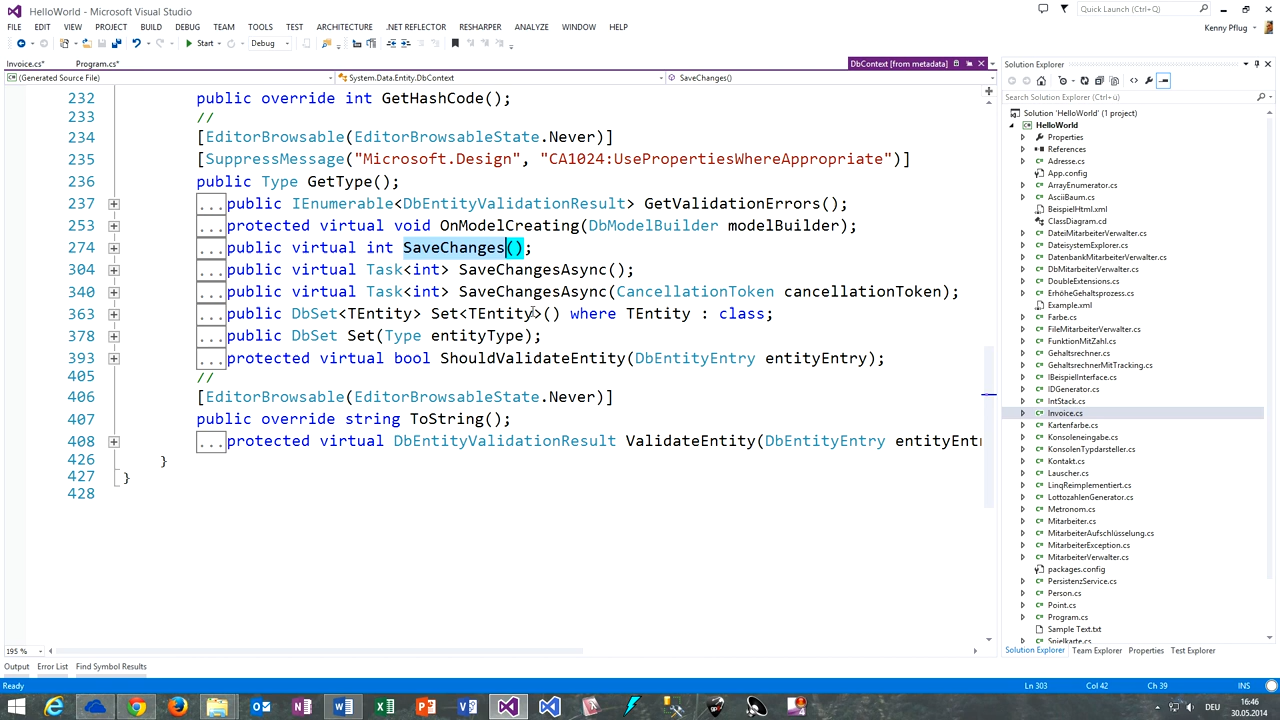 HelloWorld - Microsoft Visual Studio
Quick Launch (Ctrl+Q)
FILE EDIT VIEW PROJECT BUILD DEBUG TEAM TOOLS TEST ARCHITECTURE .NET REFLECTOR RESHARPER ANALYZE WINDOW HELP
Kenny Pflug
Start Debug
Invoice.cs* Program.cs* DbContext [from metadata]
(Generated Source File) System.Data.Entity.DbContext SaveChanges()
232 public override int GetHashCode();
233 //
234 [EditorBrowsable(EditorBrowsableState.Never)]
235 [SuppressMessage("Microsoft.Design", "CA1024:UsePropertiesWhereAppropriate")]
236 public Type GetType();
237 ...public IEnumerable<DbEntityValidationResult> GetValidationErrors();
253 ...protected virtual void OnModelCreating(DbModelBuilder modelBuilder);
274 ...public virtual int SaveChanges();
304 ...public virtual Task<int> SaveChangesAsync();
340 ...public virtual Task<int> SaveChangesAsync(CancellationToken cancellationToken);
363 ...public DbSet<TEntity> Set<TEntity>() where TEntity : class;
378 ...public DbSet Set(Type entityType);
393 ...protected virtual bool ShouldValidateEntity(DbEntityEntry entityEntry);
405 //
406 [EditorBrowsable(EditorBrowsableState.Never)]
407 public override string ToString();
408 ...protected virtual DbEntityValidationResult ValidateEntity(DbEntityEntry entityEntr
426 }
427 }
428
195 %
Output Error List Find Symbol Results
Solution Explorer
Search Solution Explorer (Ctrl+ü)
Solution 'HelloWorld' (1 project)
HelloWorld
Properties
References
Adresse.cs
App.config
ArrayEnumerator.cs
AsciiBaum.cs
BeispielHtml.xml
ClassDiagram.cd
DateiMitarbeiterVerwalter.cs
DateisystemExplorer.cs
DatenbankMitarbeiterVerwalter.cs
DbMitarbeiterVerwalter.cs
DoubleExtensions.cs
ErhöheGehaltsprozess.cs
Example.xml
Farbe.cs
FileMitarbeiterVerwalter.cs
FunktionMitZahl.cs
Gehaltsrechner.cs
GehaltsrechnerMitTracking.cs
IBeispielInterface.cs
IDGenerator.cs
IntStack.cs
Invoice.cs
Kartenfarbe.cs
Konsoleneingabe.cs
KonsolenTypdarsteller.cs
Kontakt.cs
Lauscher.cs
LinqReimplementiert.cs
LottozahlenGenerator.cs
Metronom.cs
Mitarbeiter.cs
MitarbeiterAufschlüsselung.cs
MitarbeiterException.cs
MitarbeiterVerwalter.cs
packages.config
PersistenzService.cs
Person.cs
Point.cs
Program.cs
Sample Text.txt
Spielkarte.cs
Solution Explorer Team Explorer Properties Test Explorer
Ready Ln 303 Col 42 Ch 39 INS
DEU
16:46
30.05.2014